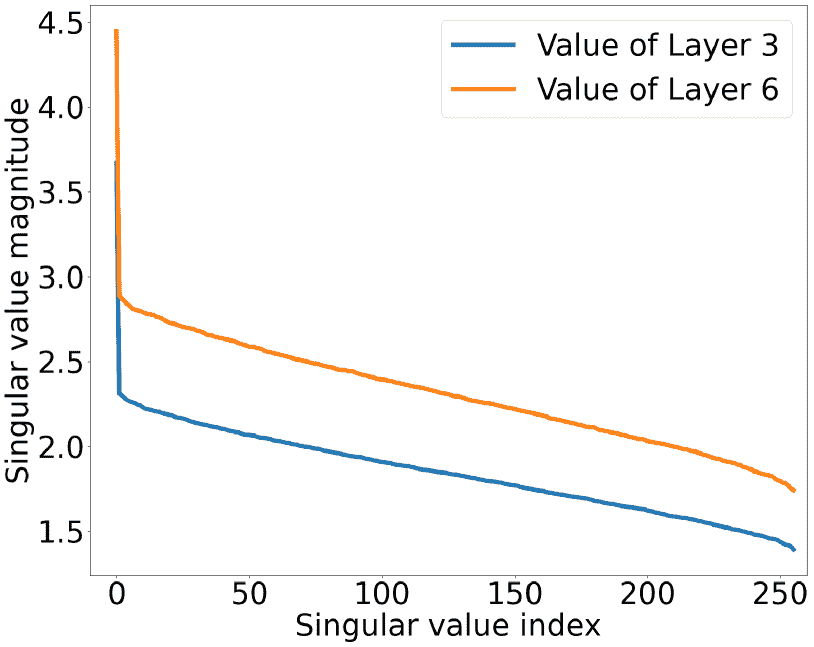 Value of Layer 3
Value of Layer 6
Singular value magnitude
4.5
4.0
3.5
3.0
2.5
2.0
1.5
0 50 100 150 200 250
Singular value index